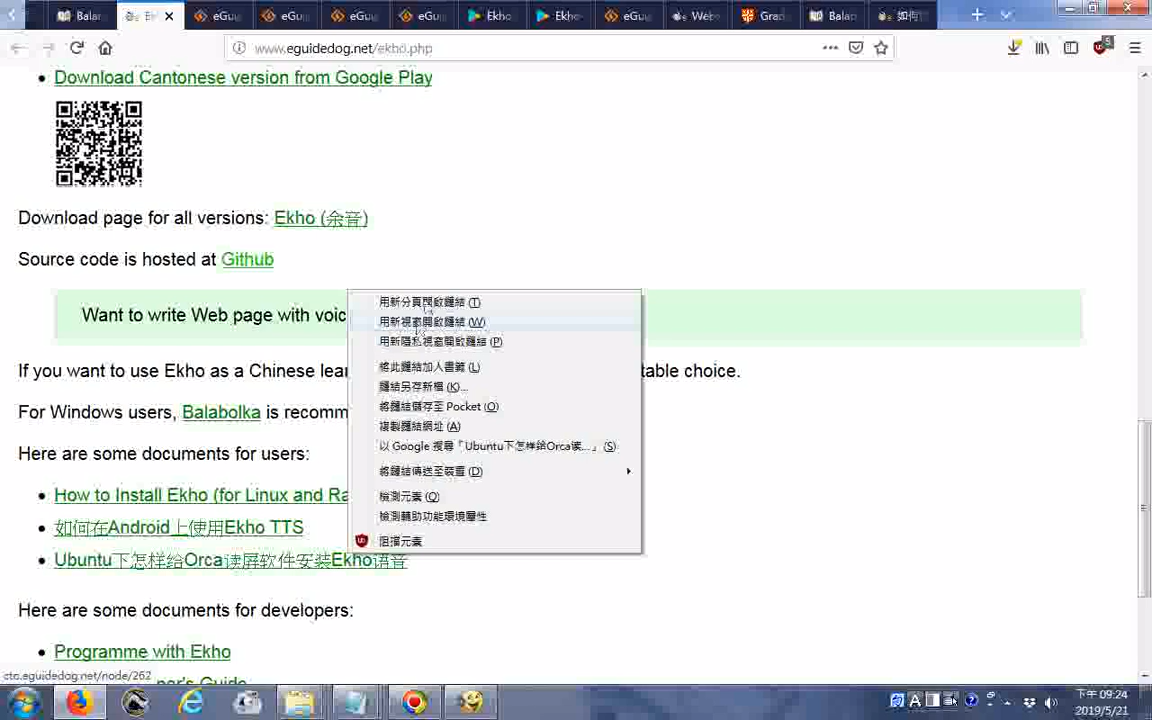 Balar
Ek
eGu
eGu
eGu
eGu
Ekho
Ekho
eGu
Web
Grad
Balap
如何
www.eguidedog.net/ekho.php
5
Download Cantonese version from Google Play
Download page for all versions: Ekho (余音)
Source code is hosted at Github
Want to write Web page with voic
If you want to use Ekho as a Chinese lea
table choice.
For Windows users, Balabolka is recomm
Here are some documents for users:
How to Install Ekho (for Linux and Ra
如何在Android上使用Ekho TTS
Ubuntu下怎样给Orca读屏软件安装Ekho语音
用新分頁開啟鏈結 (T)
用新視窗開啟鏈結 (W)
用新隱私視窗開啟鏈結 (P)
將此鏈結加入書籤 (L)
鏈結另存新檔 (K)...
將鏈結儲存至 Pocket (O)
複製鏈結網址 (A)
以 Google 搜尋「Ubuntu下怎样给Orca读...」 (S)
將鏈結傳送至裝置 (D)
檢測元素 (Q)
檢測輔助功能環境屬性
阻擋元素
Here are some documents for developers:
Programme with Ekho
er's Guide
cto.eguidedog.net/node/262
下午 09:24
2019/5/21